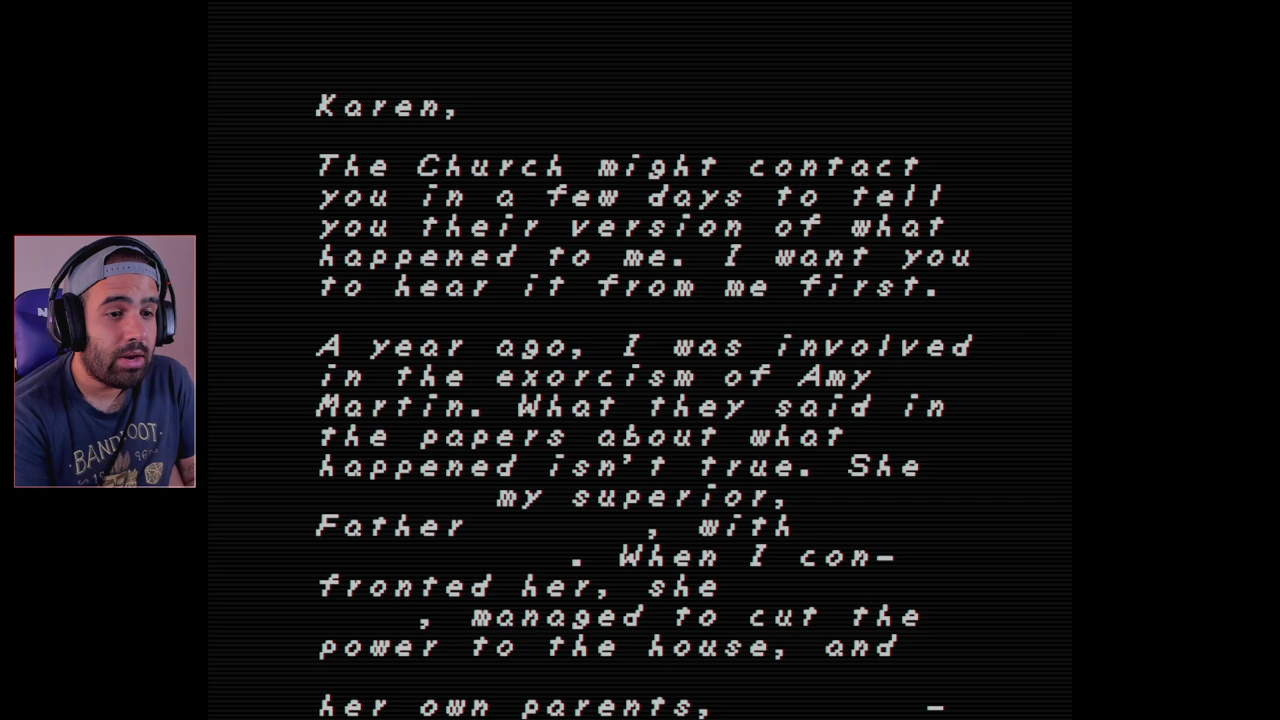 Karen,
The Church might contact
you in a few days to tell
you their version of what
happened to me. I want you
to hear it from me first.
A year ago, I was involved
in the exorcism of Amy
Martin. What they said in
the papers about what
happened isn't true. She
my superior,
Father , with
. When I con-
fronted her, she
, managed to cut the
power to the house, and
her own parents, -
BANDFOOT